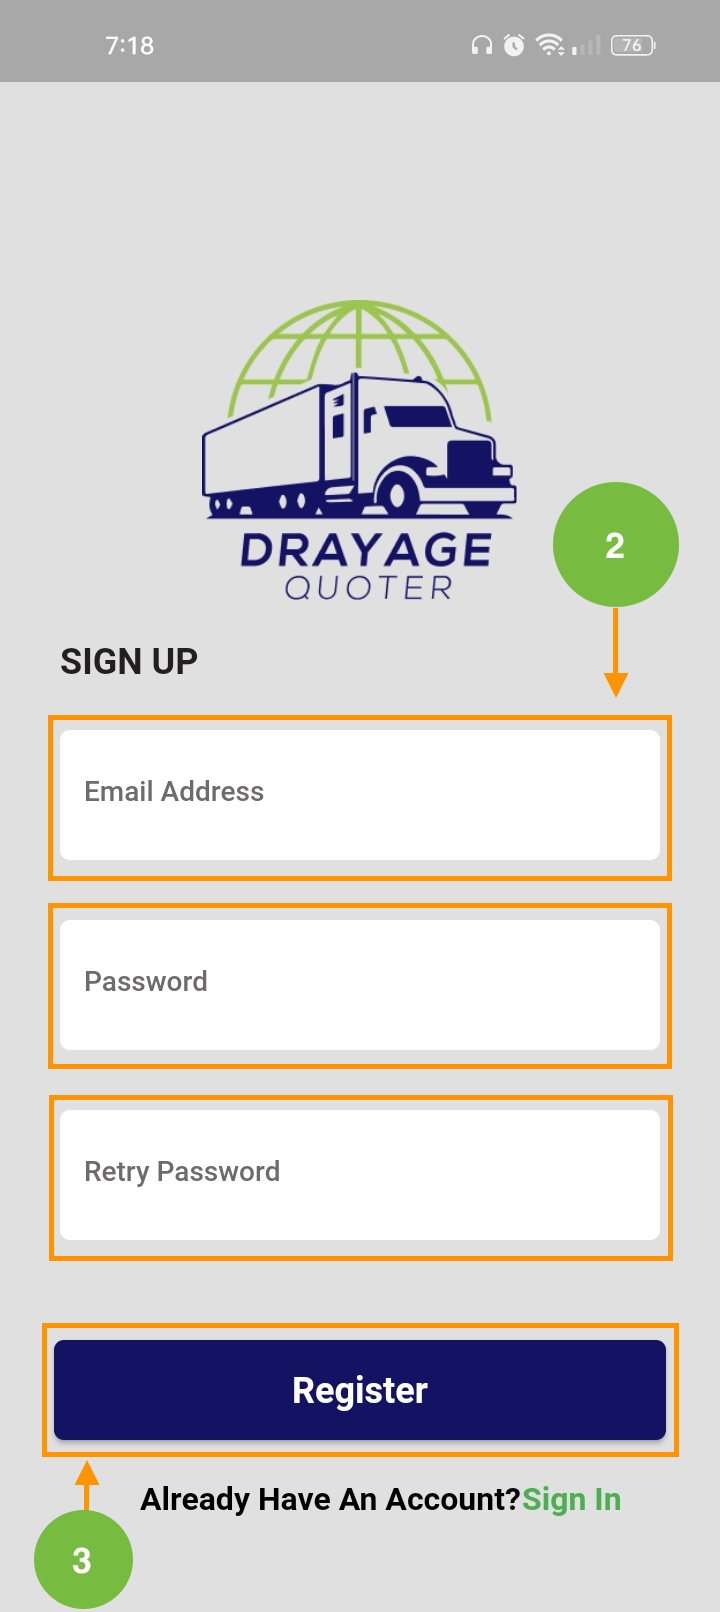 7:18
76
DRAYAGE
QUOTER
2
SIGN UP
Email Address
Password
Retry Password
Register
Already Have An Account?Sign In
3